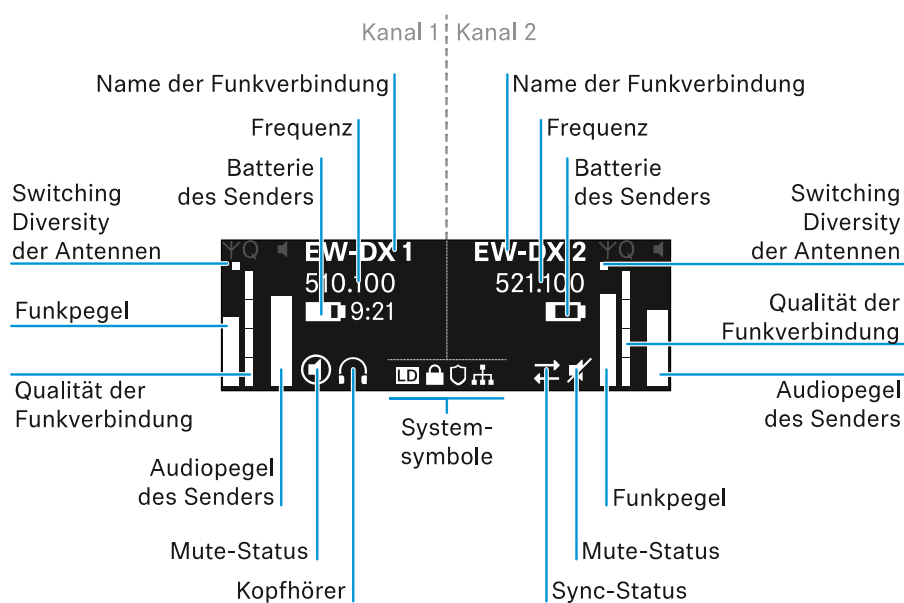 Kanal 1
Kanal 2
Name der Funkverbindung
Name der Funkverbindung
Frequenz
Frequenz
Batterie
des Senders
Batterie
des Senders
Switching
Diversity
der Antennen
Switching
Diversity
der Antennen
Q
EW-DX 1
510.100
9:21
EW-DX 2
521.100
Q
LD
Funkpegel
Qualität der
Funkverbindung
Qualität der
Funkverbindung
Audiopegel
des Senders
System-
symbole
Audiopegel
des Senders
Funkpegel
Mute-Status
Mute-Status
Kopfhörer
Sync-Status